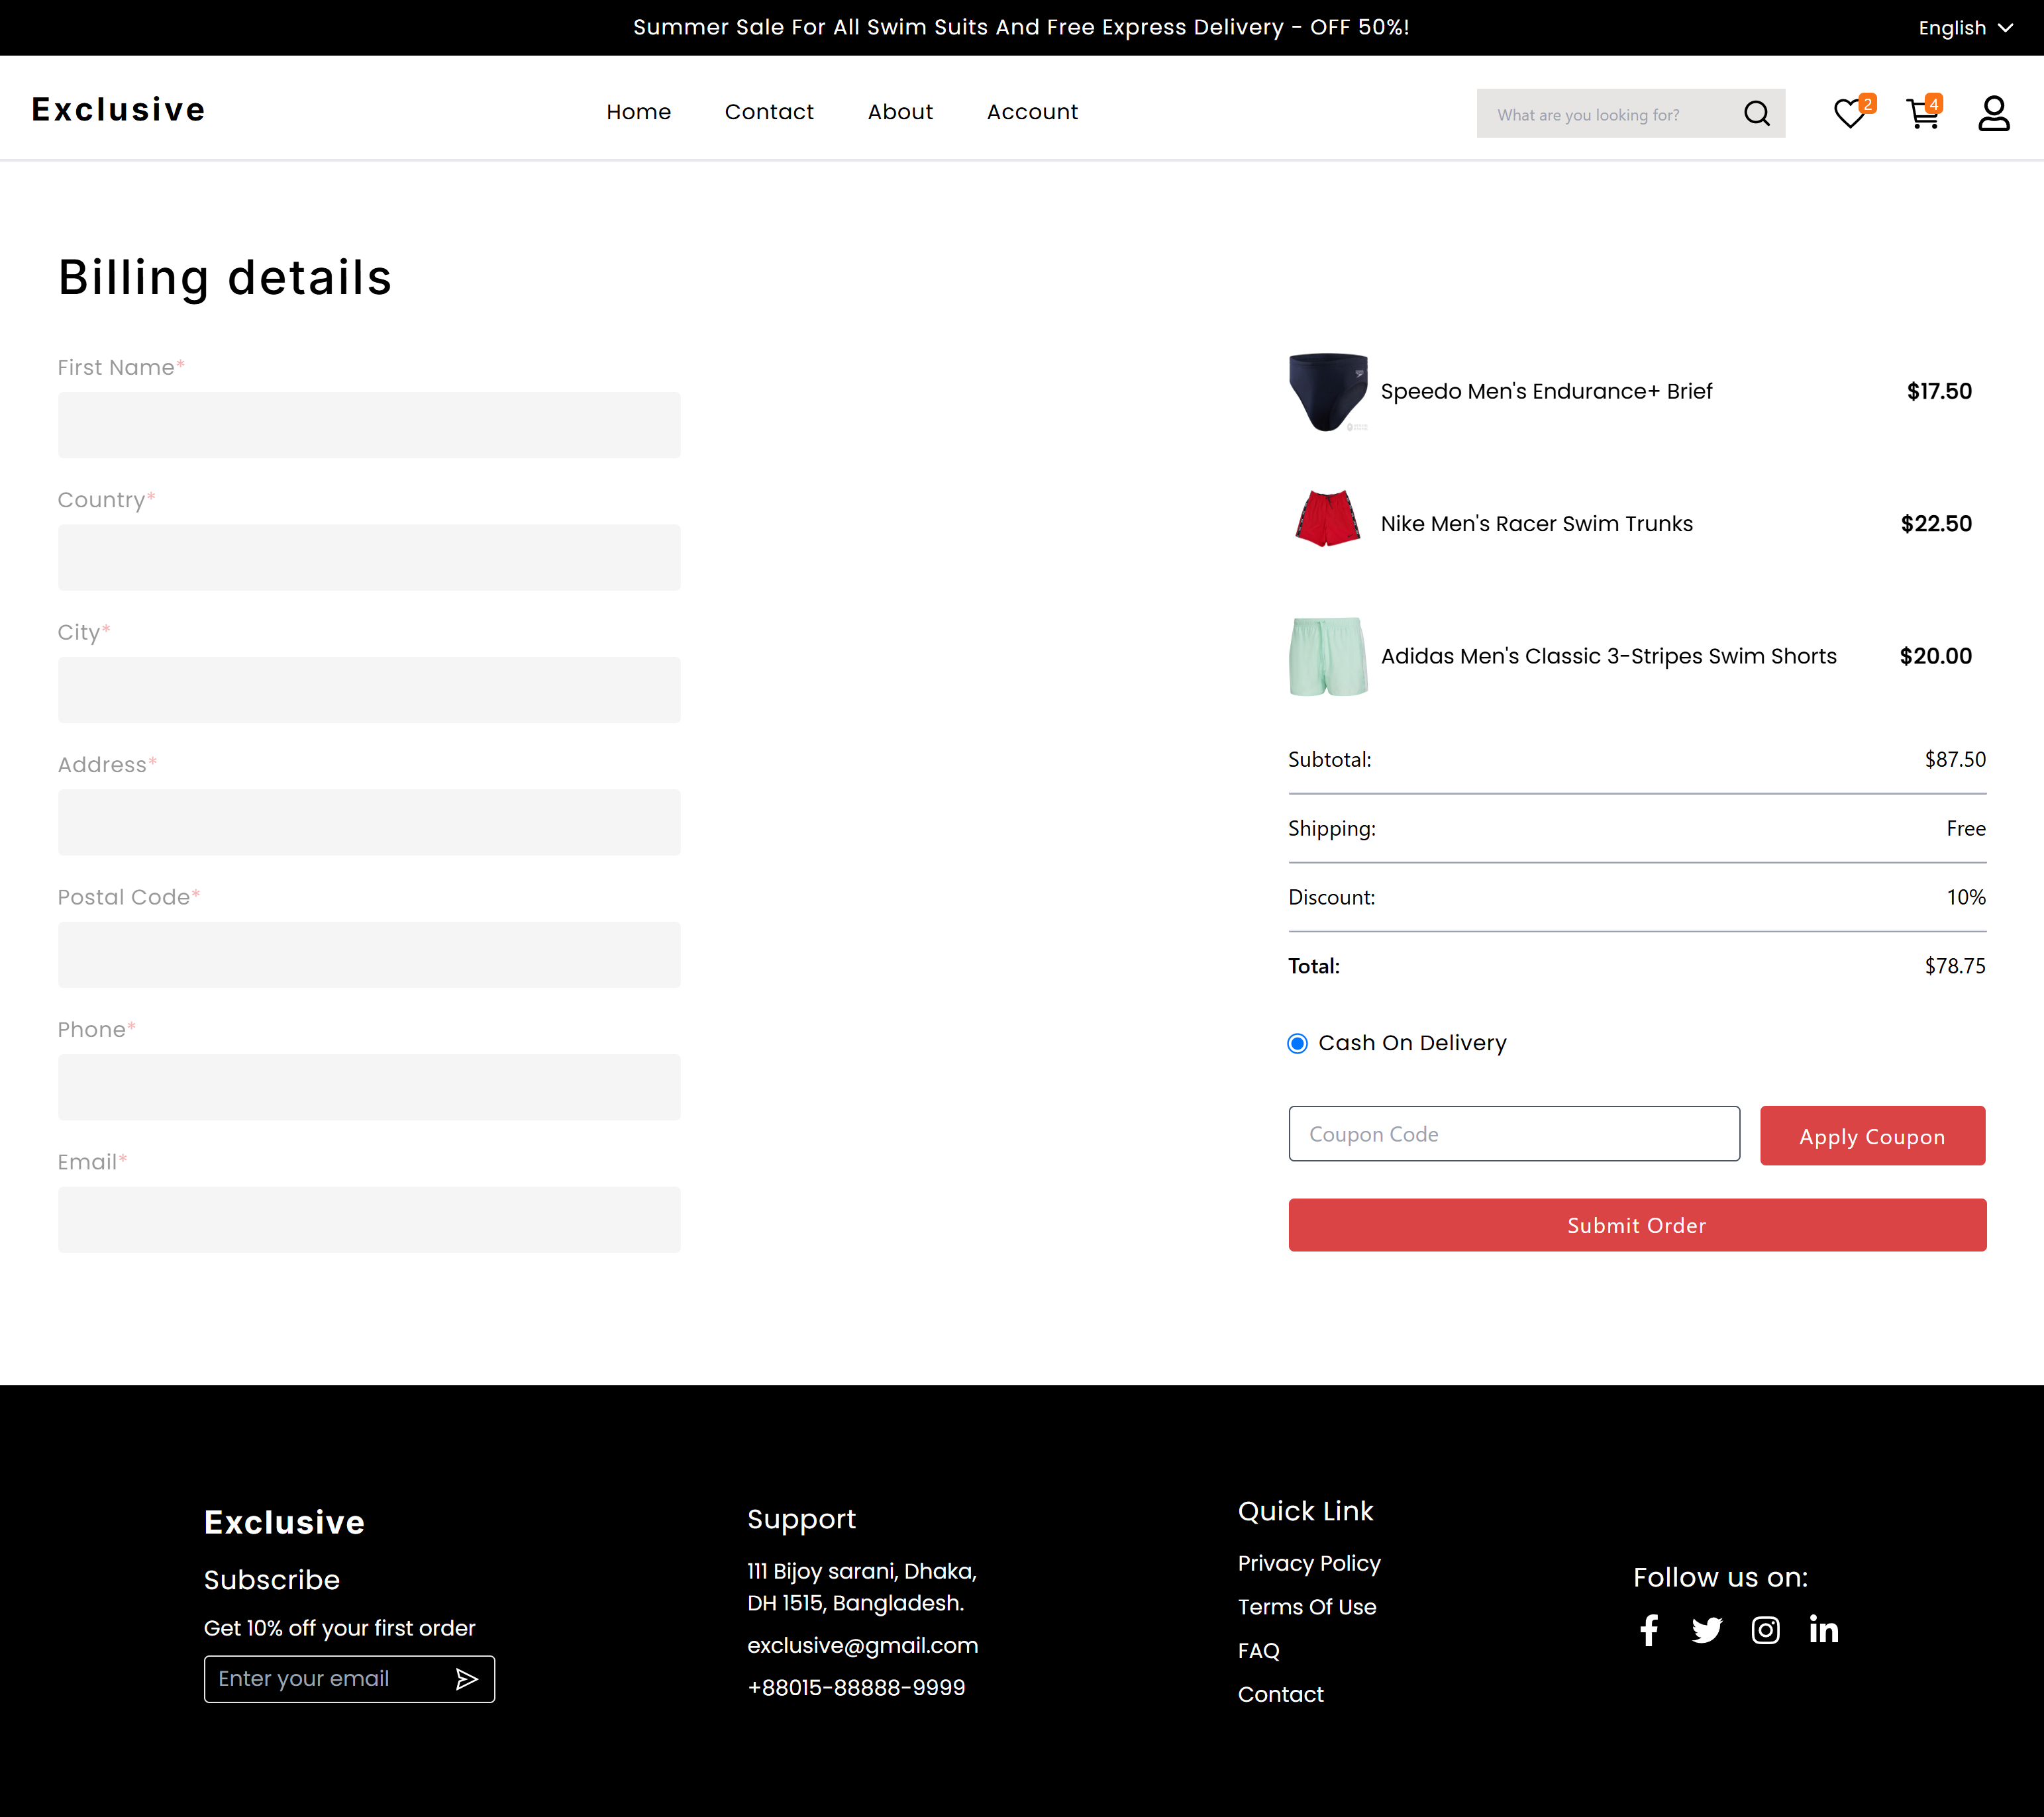 Summer Sale For All Swim Suits And Free Express Delivery - OFF 50%!
English
Exclusive
Home
Contact
About
Account
What are you looking for?
2
4
Billing details
First Name*
Country*
City*
Address*
Postal Code*
Phone*
Email*
Speedo Men's Endurance+ Brief
$17.50
Nike Men's Racer Swim Trunks
$22.50
Adidas Men's Classic 3-Stripes Swim Shorts
$20.00
Subtotal:
$87.50
Shipping:
Free
Discount:
10%
Total:
$78.75
Cash On Delivery
Coupon Code
Apply Coupon
Submit Order
Exclusive
Subscribe
Get 10% off your first order
Enter your email
Support
111 Bijoy sarani, Dhaka,
DH 1515, Bangladesh.
exclusive@gmail.com
+88015-88888-9999
Quick Link
Privacy Policy
Terms Of Use
FAQ
Contact
Follow us on: